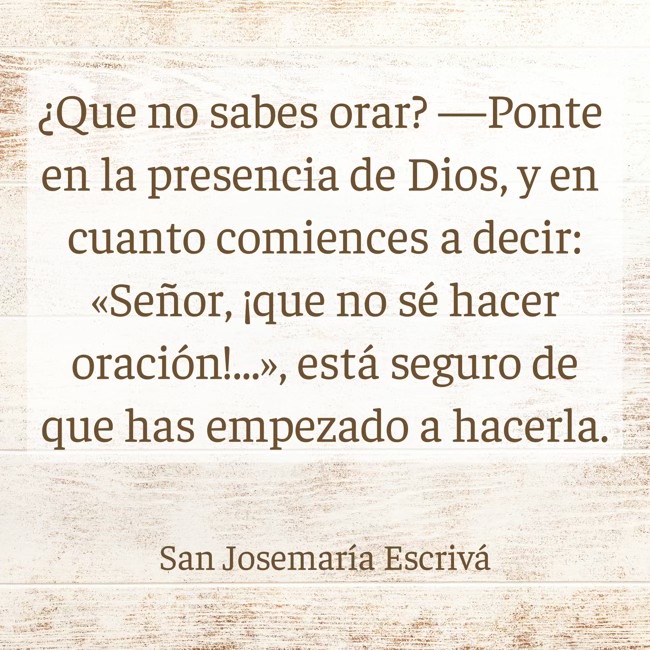 ¿Que no sabes orar? —Ponte
en la presencia de Dios, y en
cuanto comiences a decir:
«Señor, ¡que no sé hacer
oración!...», está seguro de
que has empezado a hacerla.
San Josemaría Escrivá